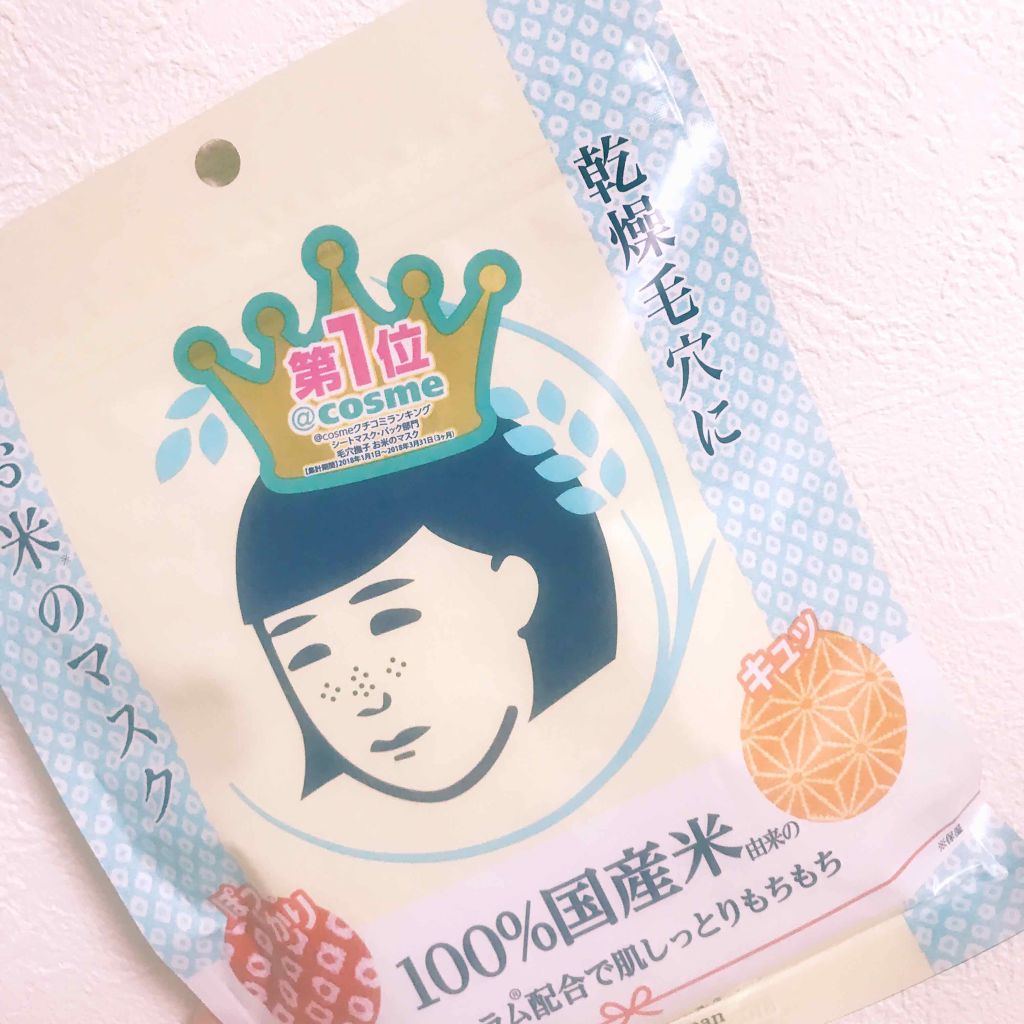 乾燥毛穴に
第1位
@cosme
@cosmeクチコミランキング
シートマスク・パック部門
毛穴撫子 お米のマスク
【集計期間】2018年1月1日～2018年3月31日(3ヶ月)
お米*のマスク
キュッ
100%国産米由来の
ラム®配合で肌しっとりもちもち
※保湿